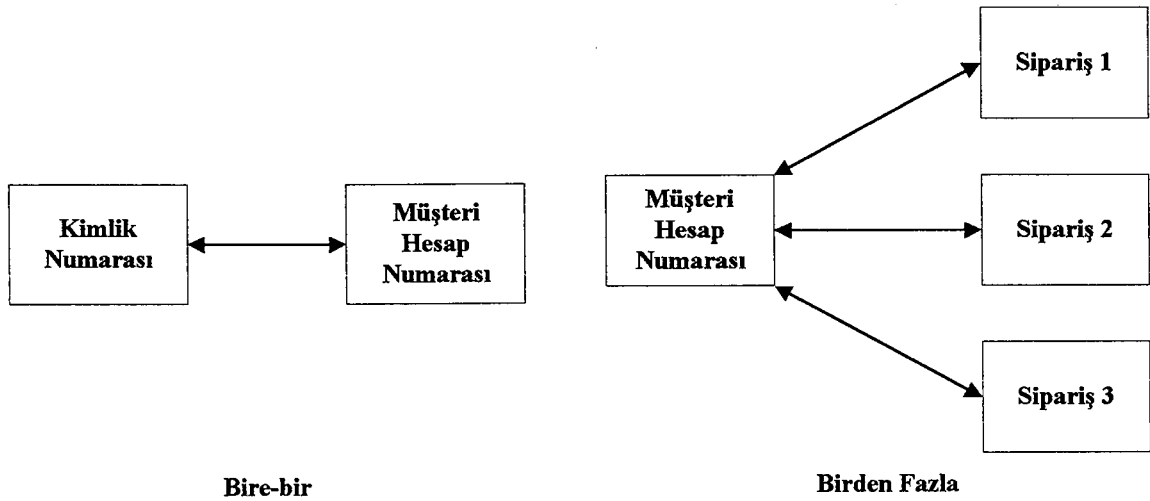 Kimlik
Numarası
Müşteri
Hesap
Numarası
Bire-bir
Müşteri
Hesap
Numarası
Sipariş 1
Sipariş 2
Sipariş 3
Birden Fazla